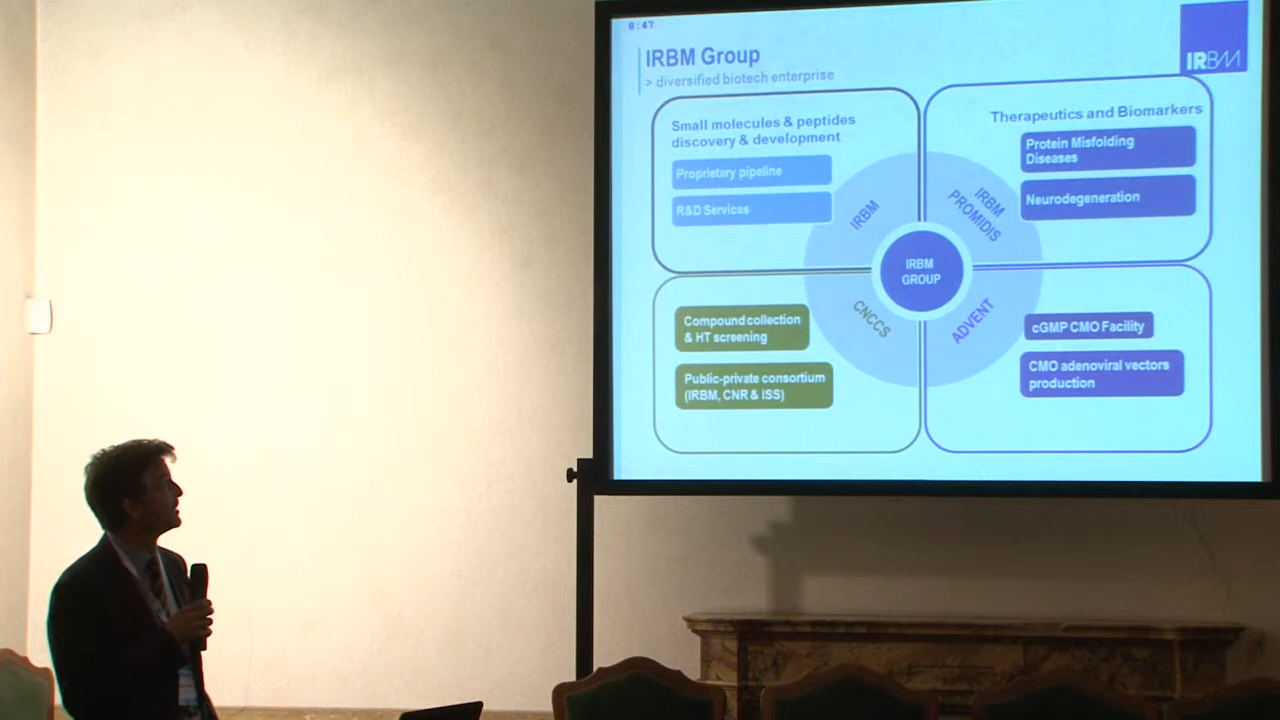 0:47
IRBM Group
> diversified biotech enterprise
IRBM
Small molecules & peptides
discovery & development
Proprietary pipeline
R&D Services
Therapeutics and Biomarkers
Protein Misfolding
Diseases
Neurodegeneration
IRBM
IRBM
PROMIDIS
IRBM
GROUP
CNCCS
ADVENT
Compound collection
& HT screening
Public-private consortium
(IRBM, CNR & ISS)
cGMP CMO Facility
CMO adenoviral vectors
production